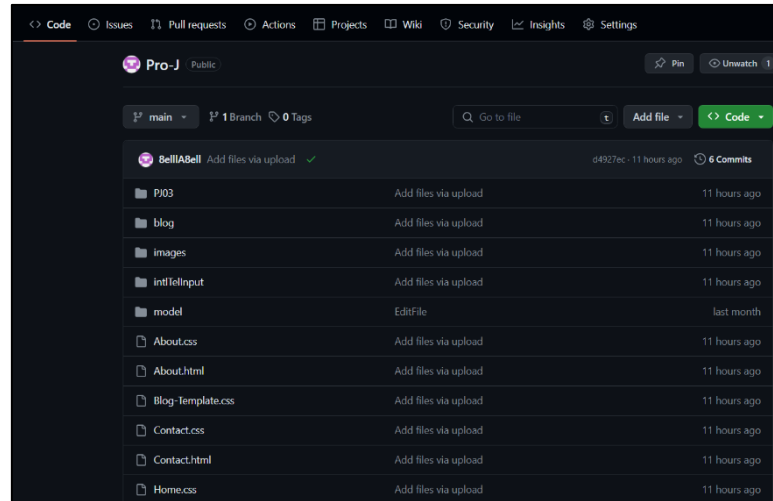 Code Issues Pull requests Actions Projects Wiki Security Insights Settings
Pro-J Public Pin Unwatch 1
main 1 Branch 0 Tags Go to file t Add file Code
8elllA8ell Add files via upload d4927ec · 11 hours ago 6 Commits
PJ03 Add files via upload 11 hours ago
blog Add files via upload 11 hours ago
images Add files via upload 11 hours ago
intlTelInput Add files via upload 11 hours ago
model EditFile last month
About.css Add files via upload 11 hours ago
About.html Add files via upload 11 hours ago
Blog-Template.css Add files via upload 11 hours ago
Contact.css Add files via upload 11 hours ago
Contact.html Add files via upload 11 hours ago
Home.css Add files via upload 11 hours ago